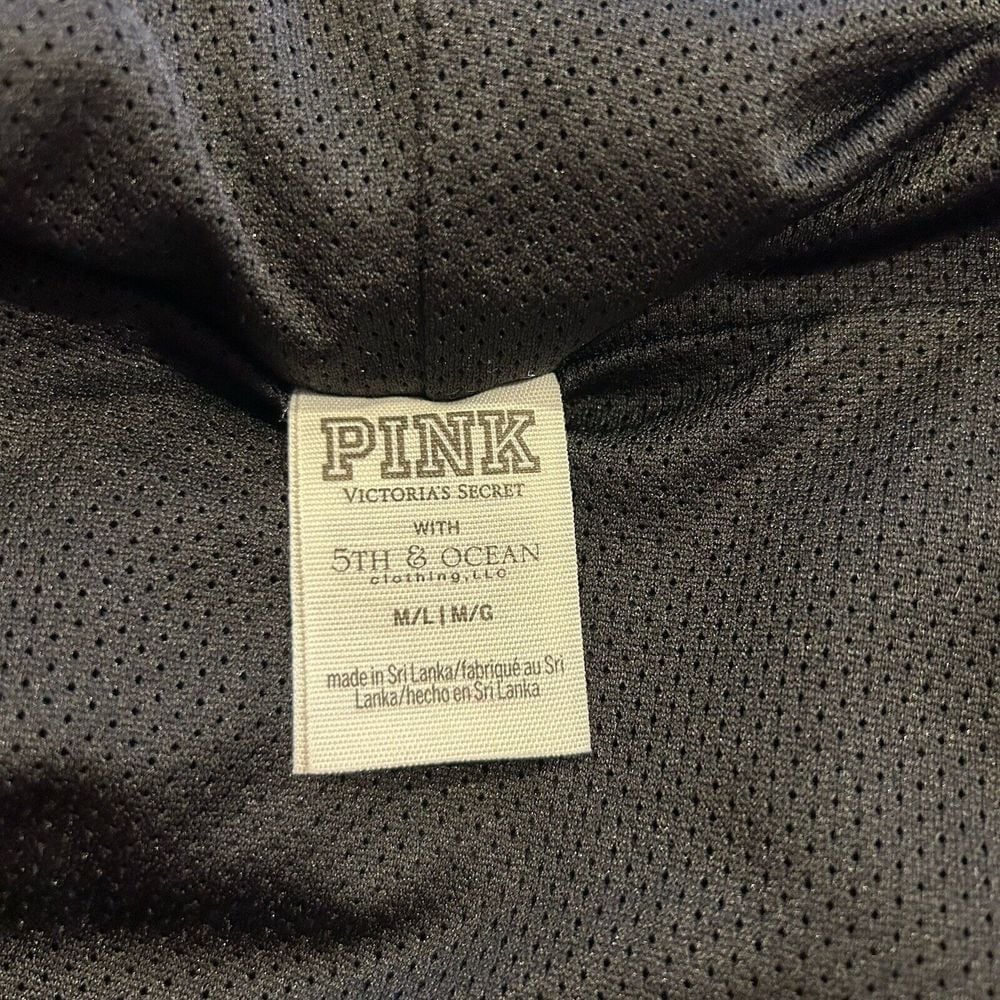 PINK
VICTORIA'S SECRET
WITH
5TH & OCEAN
clothing, LLC
M/L | M/G
made in Sri Lanka/fabriqué au Sri
Lanka/hecho en Sri Lanka